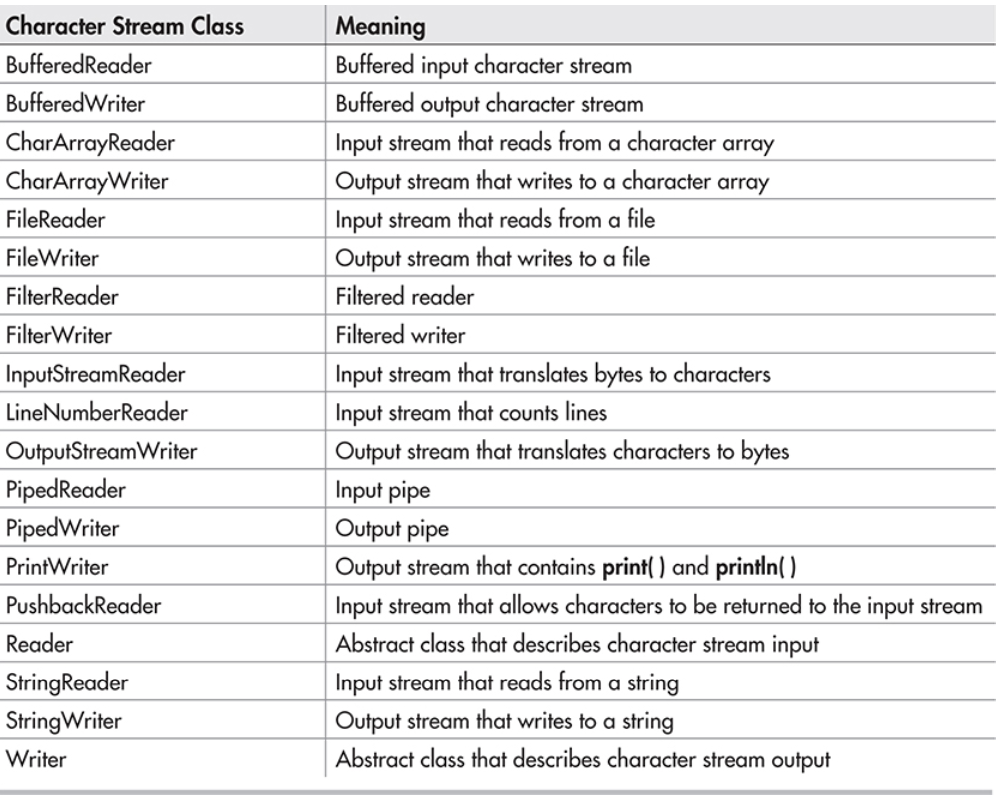 Character Stream Class Meaning
BufferedReader Buffered input character stream
BufferedWriter Buffered output character stream
CharArrayReader Input stream that reads from a character array
CharArrayWriter Output stream that writes to a character array
FileReader Input stream that reads from a file
FileWriter Output stream that writes to a file
FilterReader Filtered reader
FilterWriter Filtered writer
InputStreamReader Input stream that translates bytes to characters
LineNumberReader Input stream that counts lines
OutputStreamWriter Output stream that translates characters to bytes
PipedReader Input pipe
PipedWriter Output pipe
PrintWriter Output stream that contains print( ) and println( )
PushbackReader Input stream that allows characters to be returned to the input stream
Reader Abstract class that describes character stream input
StringReader Input stream that reads from a string
StringWriter Output stream that writes to a string
Writer Abstract class that describes character stream output